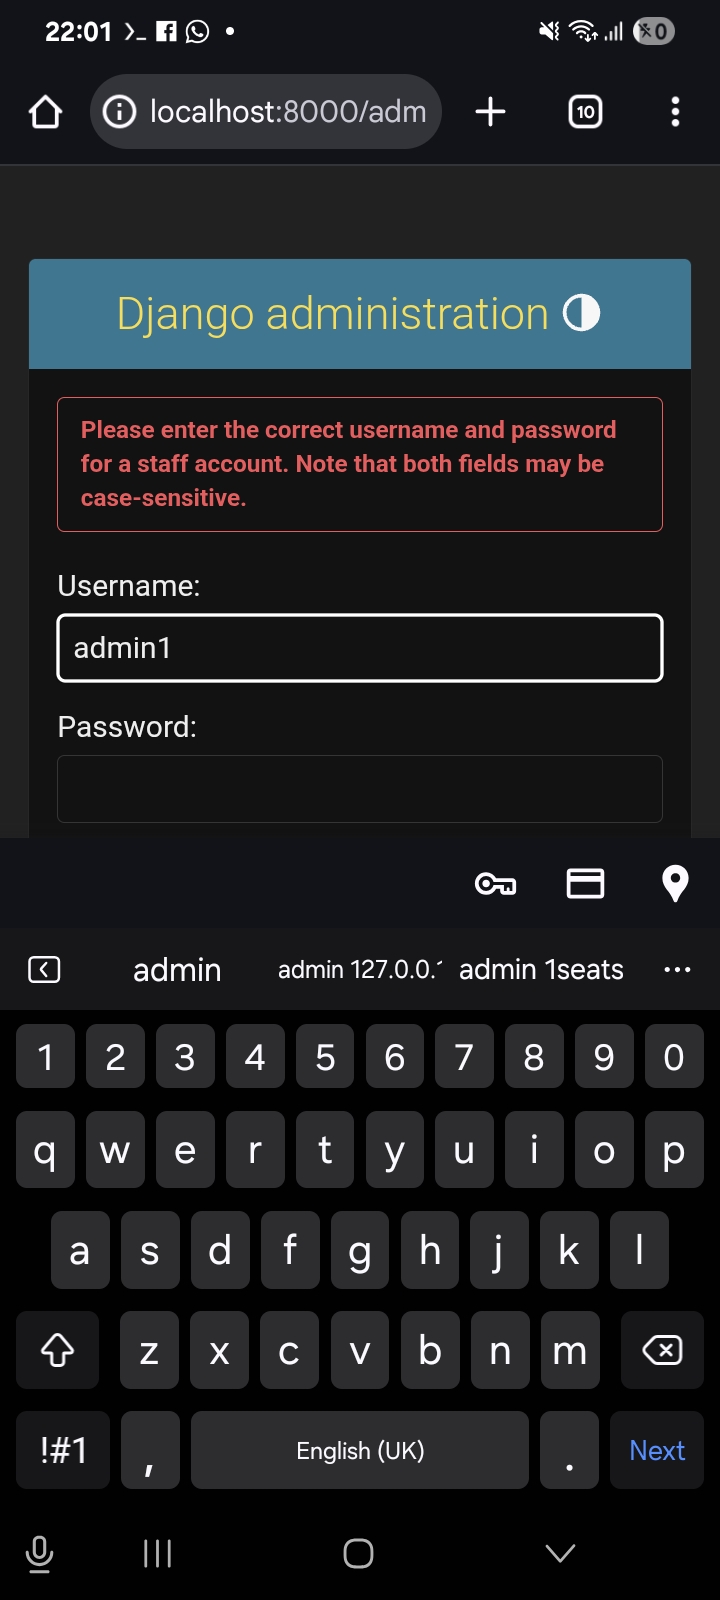 22:01
0
localhost:8000/adm
10
Django administration
Please enter the correct username and password
for a staff account. Note that both fields may be
case-sensitive.
Username:
admin1
Password:
admin admin 127.0.0. admin 1seats
1 2 3 4 5 6 7 8 9 0
q w e r t y u i o p
a s d f g h j k l
z x c v b n m
!#1 , English (UK) . Next